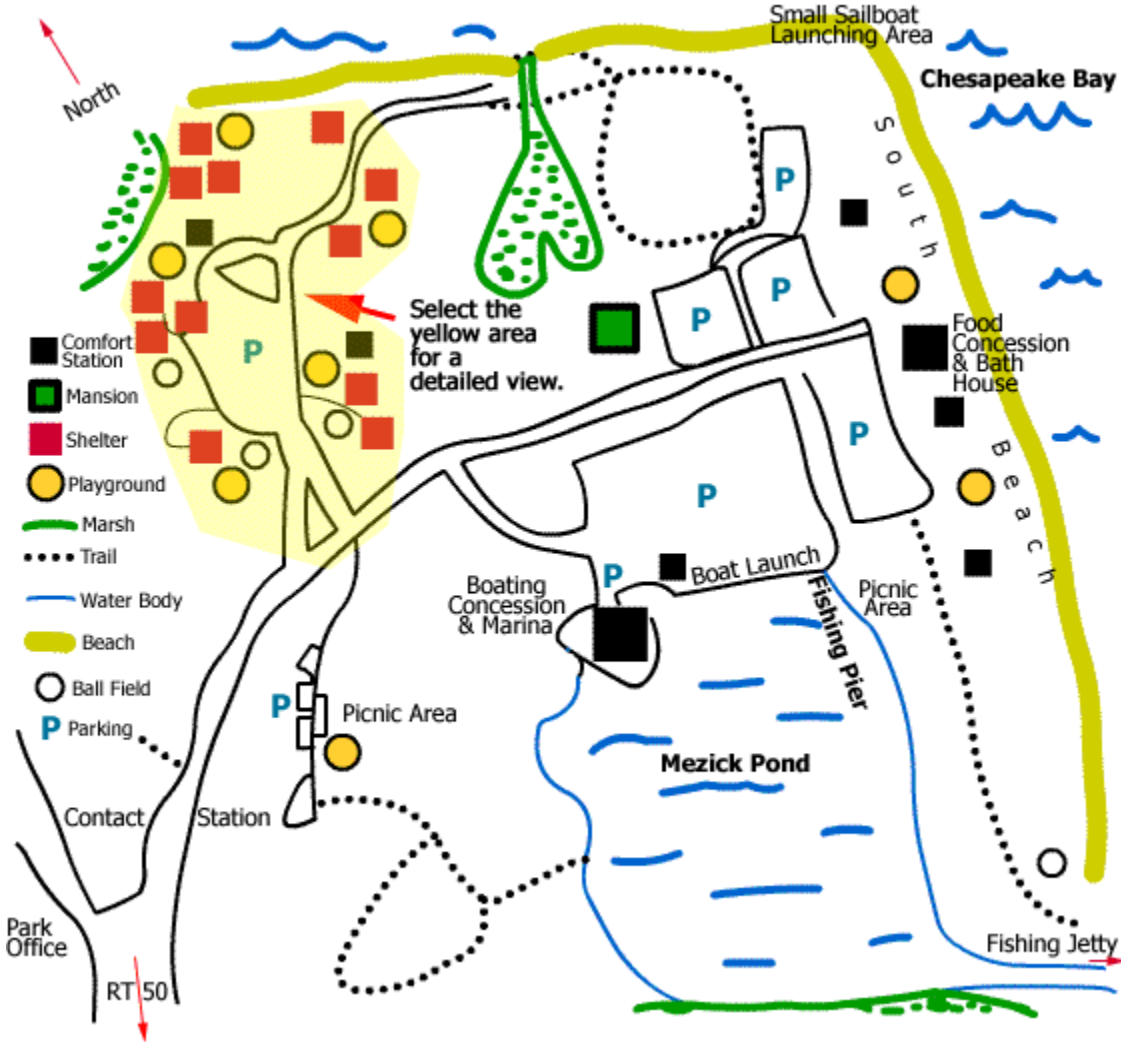 Small Sailboat
Launching Area
Chesapeake Bay
North
South
Beach
P
P
P
P
Select the
yellow area
for a
detailed view.
Food
Concession
& Bath
House
Comfort
Station
Mansion
Shelter
Playground
Marsh
Trail
Water Body
Beach
Ball Field
P Parking
P
P
P
Boat Launch
Boating
Concession
& Marina
Fishing Pier
Picnic
Area
P
Picnic Area
Mezick Pond
Contact
Station
Park
Office
Fishing Jetty
RT 50